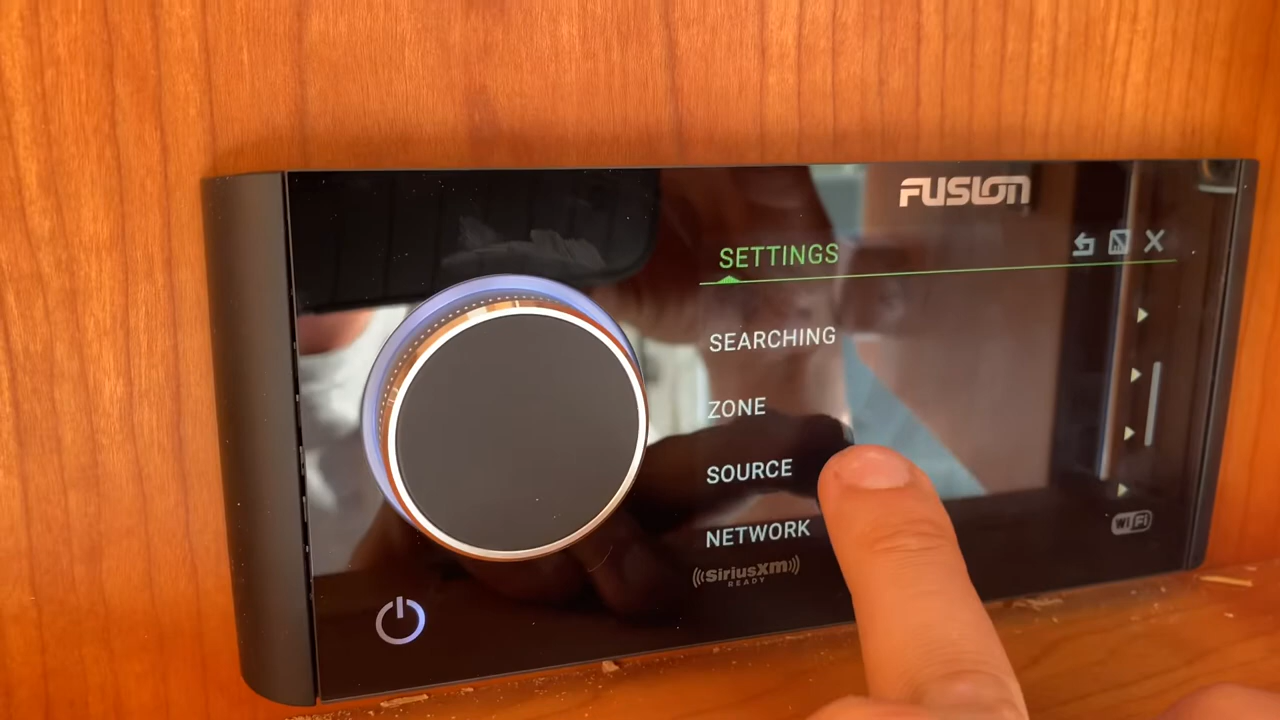 FUSION
SETTINGS
SEARCHING
ZONE
SOURCE
NETWORK
WiFi
SiriusXM
READY